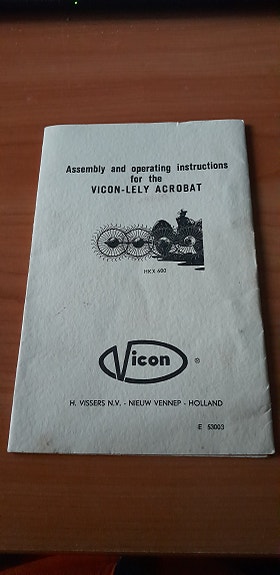 Assembly and operating instructions
for the
VICON-LELY ACROBAT
HKX 600
Vicon ®
H. VISSERS N.V. - NIEUW VENNEP - HOLLAND
E 53003